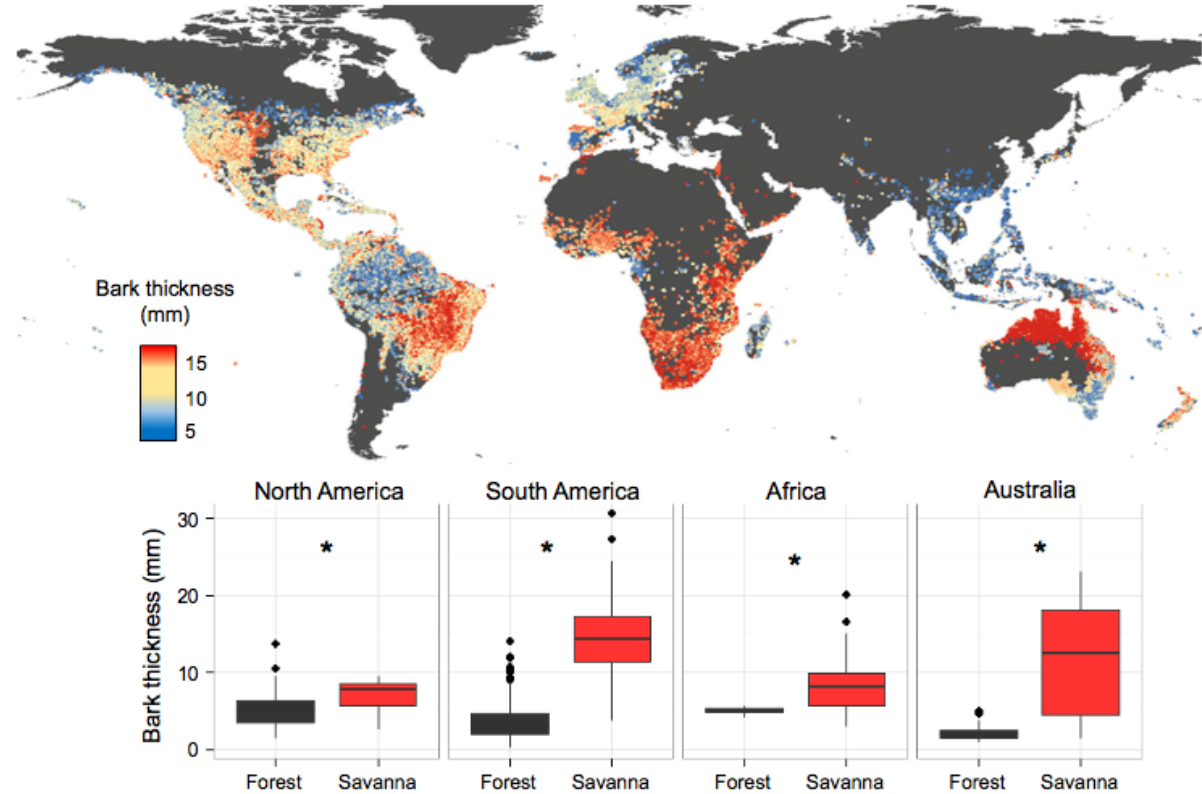 Bark thickness
(mm)
15
10
5
North America
South America
Africa
Australia
Bark thickness (mm)
30
20
10
0
*
*
*
*
Forest
Savanna
Forest
Savanna
Forest
Savanna
Forest
Savanna